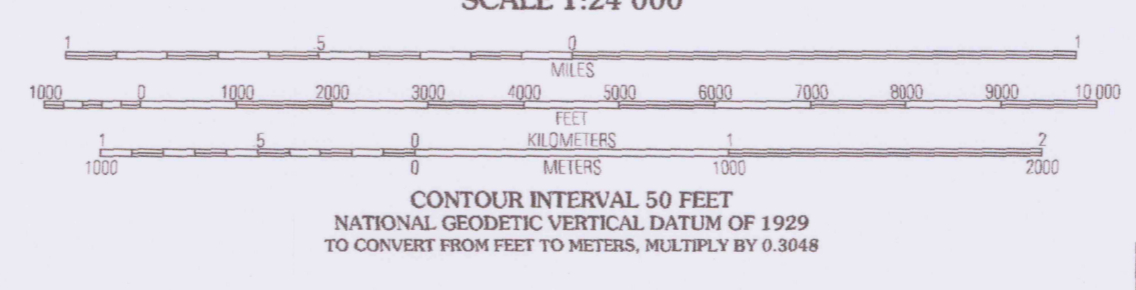 SCALE 1:24 000
1 .5 0 1
MILES
1000 0 1000 2000 3000 4000 5000 6000 7000 8000 9000 10 000
FEET
1 .5 0 KILOMETERS 1 2
1000 0 METERS 1000 2000
CONTOUR INTERVAL 50 FEET
NATIONAL GEODETIC VERTICAL DATUM OF 1929
TO CONVERT FROM FEET TO METERS, MULTIPLY BY 0.3048